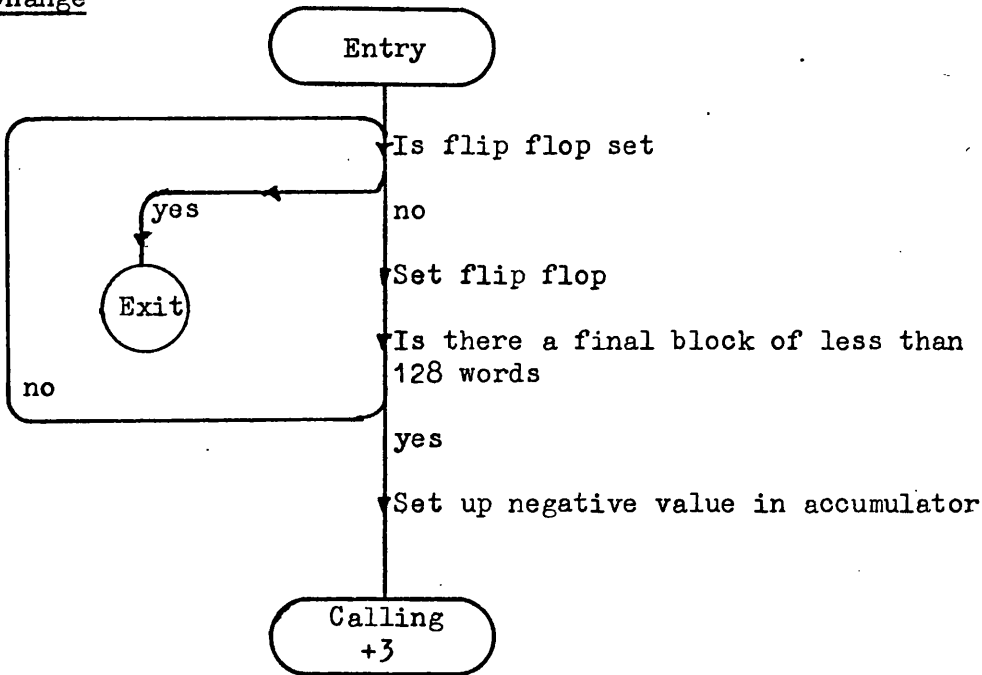 Change
Entry
Is flip flop set
yes
no
Exit
Set flip flop
Is there a final block of less than
128 words
no
yes
Set up negative value in accumulator
Calling
+3